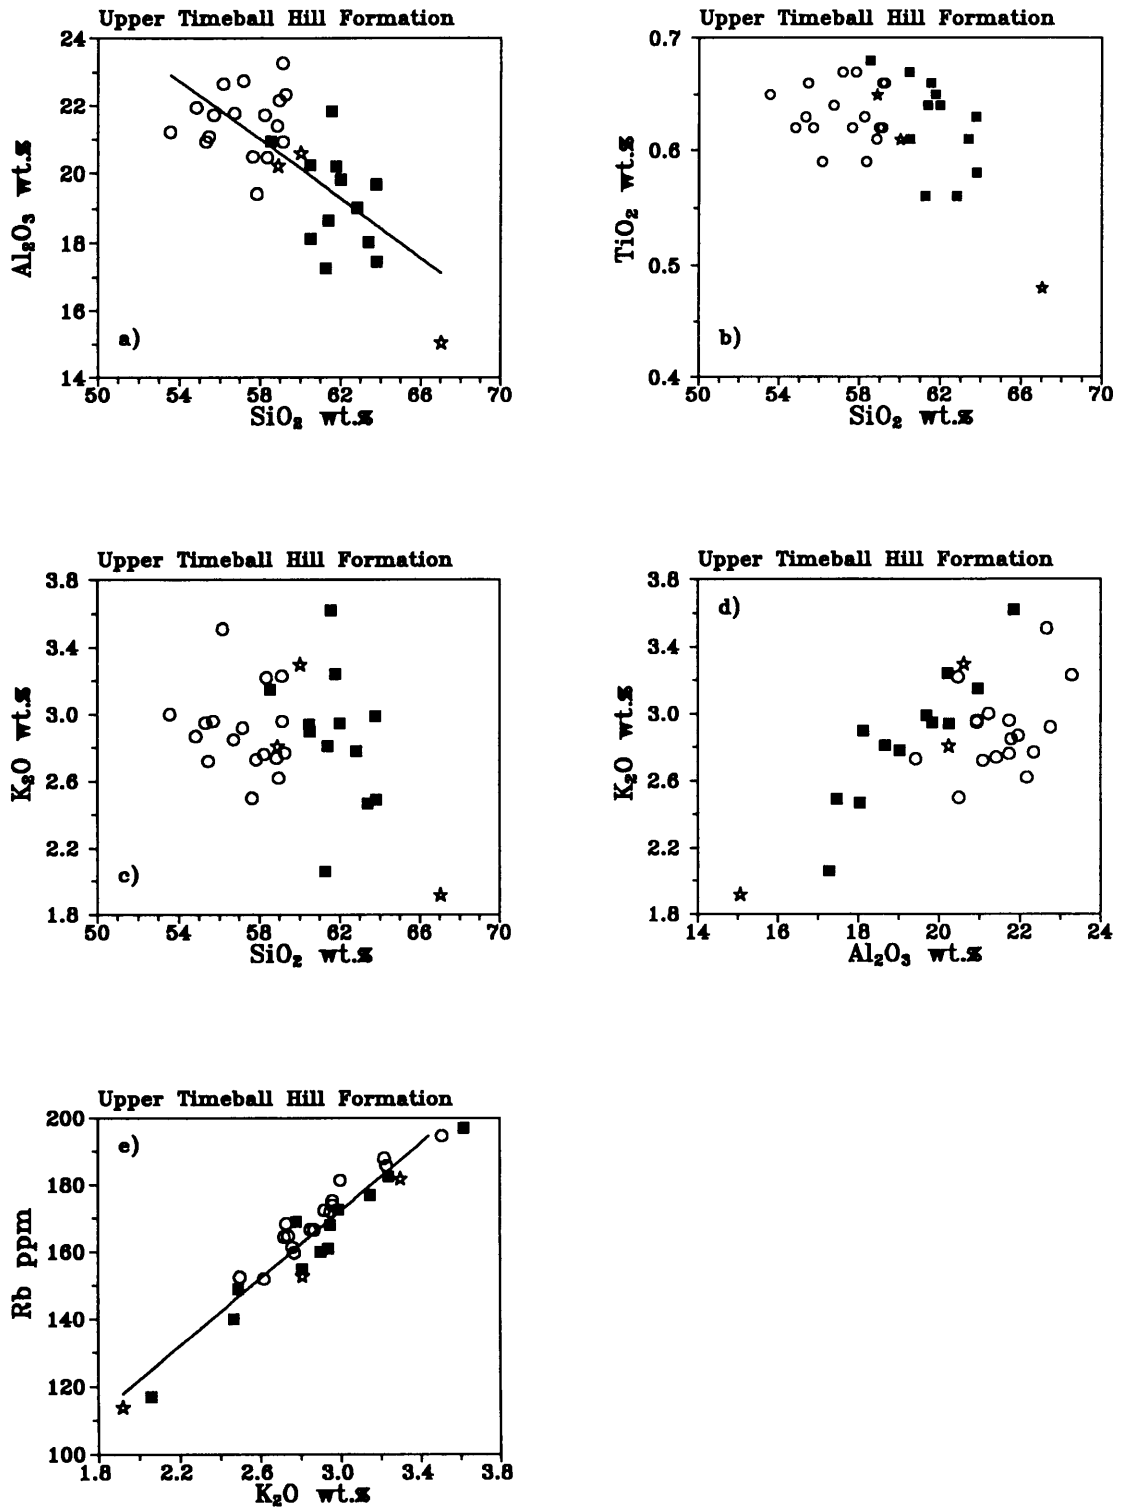 Upper Timeball Hill Formation
24
22
20
18
16
14
Al₂O₃ wt.%
a)
50 54 58 62 66 70
SiO₂ wt.%
Upper Timeball Hill Formation
0.7
0.6
0.5
0.4
TiO₂ wt.%
b)
50 54 58 62 66 70
SiO₂ wt.%
Upper Timeball Hill Formation
3.8
3.4
3.0
2.6
2.2
1.8
K₂O wt.%
c)
50 54 58 62 66 70
SiO₂ wt.%
Upper Timeball Hill Formation
3.8
3.4
3.0
2.6
2.2
1.8
K₂O wt.%
d)
14 16 18 20 22 24
Al₂O₃ wt.%
Upper Timeball Hill Formation
200
180
160
140
120
100
Rb ppm
e)
1.8 2.2 2.6 3.0 3.4 3.8
K₂O wt.%